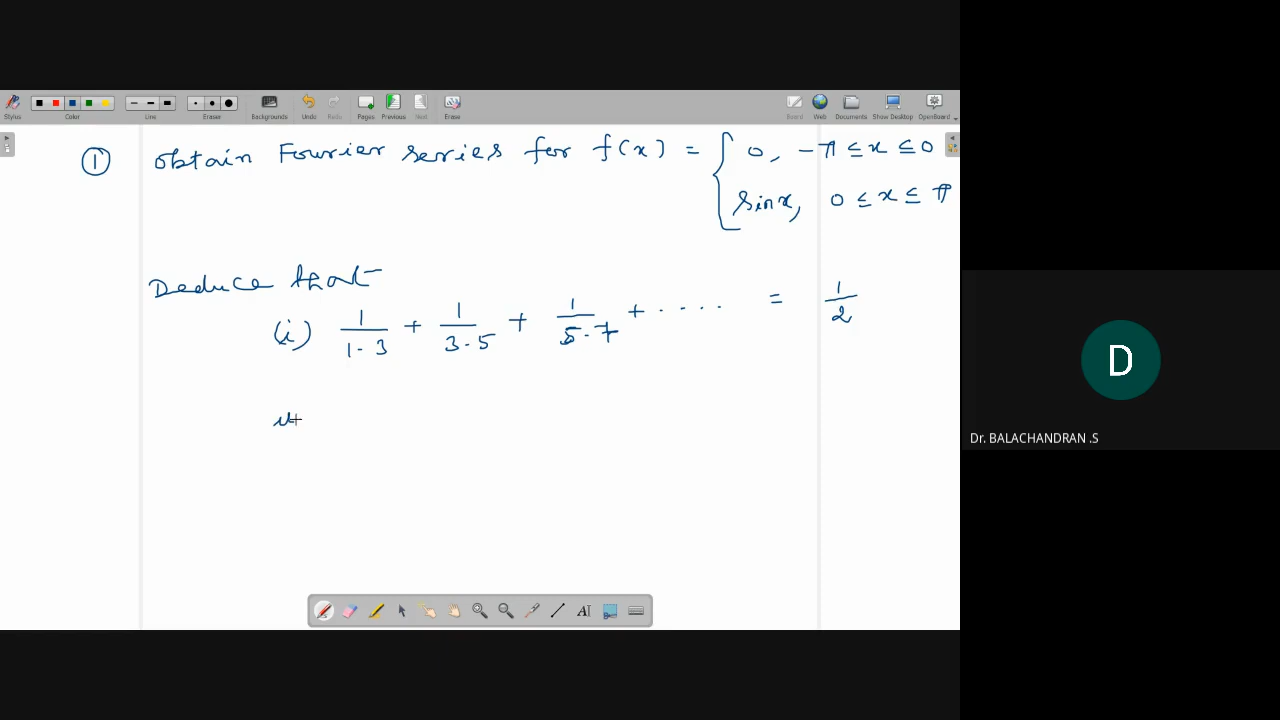 Stylus Color Line Eraser Backgrounds Undo Redo Pages Previous Next Erase Board Web Documents Show Desktop OpenBoard
① obtain Fourier series for f(x) = { 0, -π ≤ x ≤ 0
sinx, 0 ≤ x ≤ π
Deduce that
(i) 1/1·3 + 1/3·5 + 1/5·7 + ···· = 1/2
AI
D
Dr. BALACHANDRAN .S